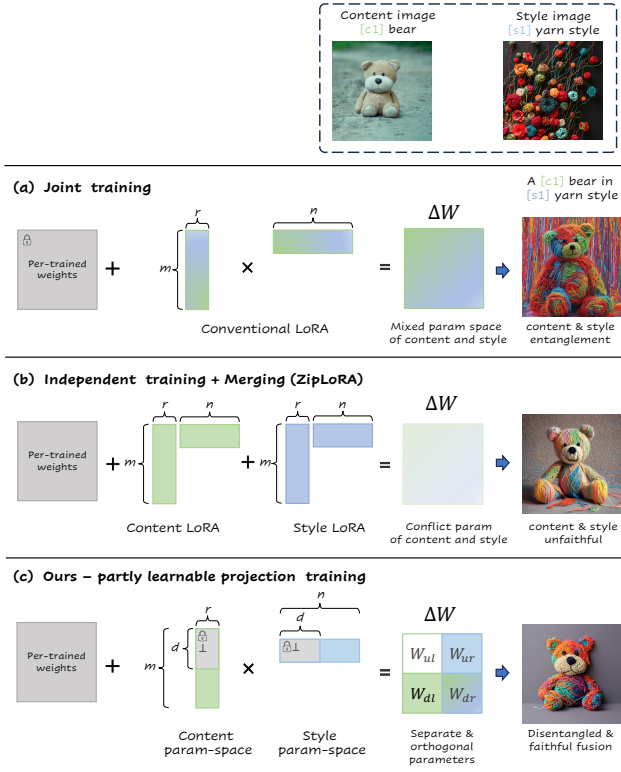 Content image
[c1] bear
Style image
[s1] yarn style
(a) Joint training
A [c1] bear in
[s1] yarn style
r
n
ΔW
Per-trained
weights
+
m
×
=
Conventional LoRA
Mixed param space
of content and style
content & style
entanglement
(b) Independent training + Merging (ZipLoRA)
r
n
r
n
ΔW
Per-trained
weights
+
m
+
m
=
Content LoRA
Style LoRA
Conflict param
of content and style
content & style
unfaithful
(c) Ours – partly learnable projection training
r
n
ΔW
d
d
⊥
⊥
Per-trained
weights
+
m
×
=
W_ul
W_ur
W_dl
W_dr
Content
param-space
Style
param-space
Separate &
orthogonal
parameters
Disentangled &
faithful fusion